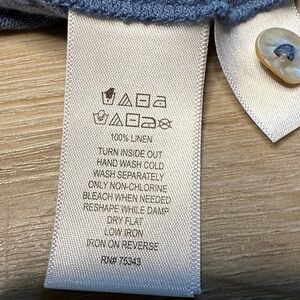 100% LINEN
TURN INSIDE OUT
HAND WASH COLD
WASH SEPARATELY
ONLY NON-CHLORINE
BLEACH WHEN NEEDED
RESHAPE WHILE DAMP
DRY FLAT
LOW IRON
IRON ON REVERSE
RN# 75343